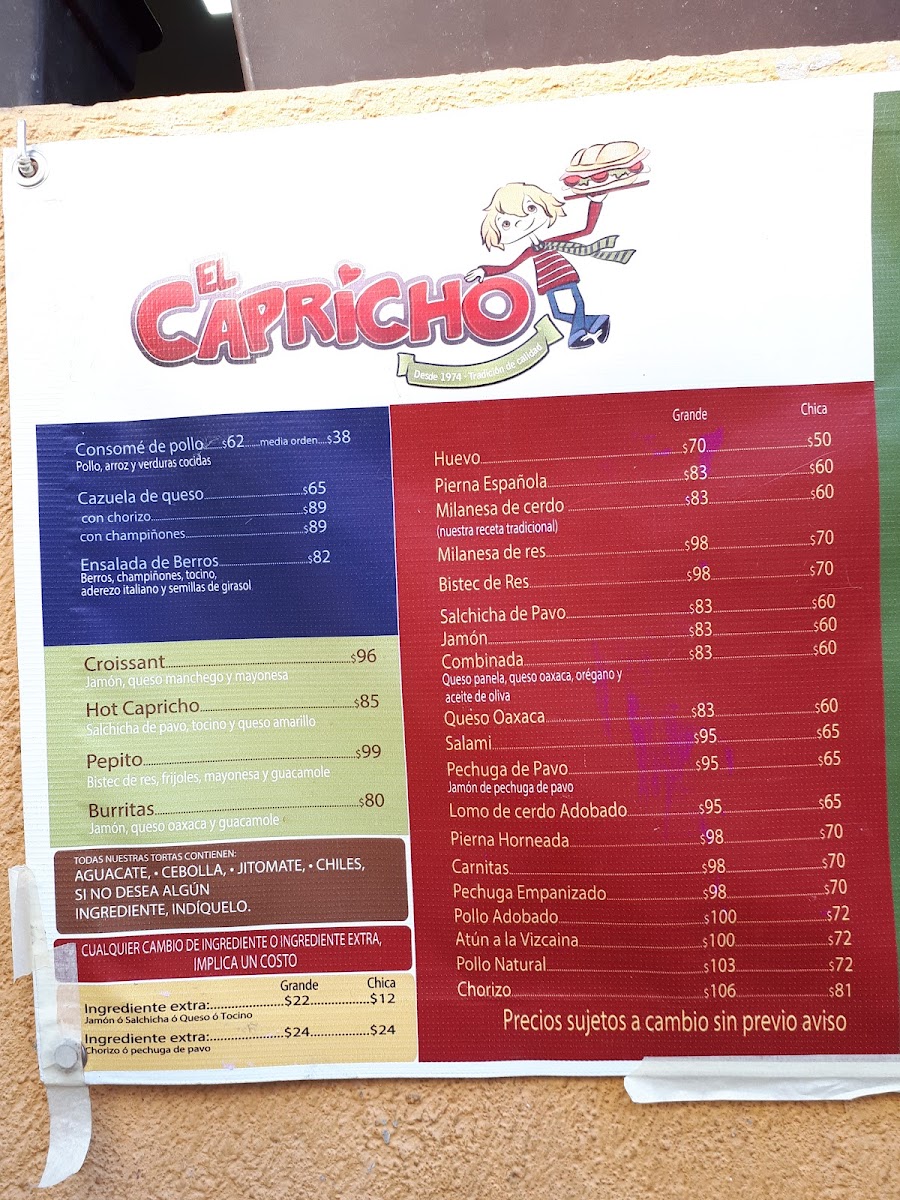 EL
CAPRICHO
Desde 1974 - Tradición de calidad
Consomé de pollo....$62......media orden....$38
Pollo, arroz y verduras cocidas
Cazuela de queso....$65
con chorizo....$89
con champiñones....$89
Ensalada de Berros....$82
Berros, champiñones, tocino,
aderezo italiano y semillas de girasol
Croissant....$96
Jamón, queso manchego y mayonesa
Hot Capricho....$85
Salchicha de pavo, tocino y queso amarillo
Pepito....$99
Bistec de res, frijoles, mayonesa y guacamole
Burritas....$80
Jamón, queso oaxaca y guacamole
TODAS NUESTRAS TORTAS CONTIENEN:
AGUACATE, • CEBOLLA, • JITOMATE, • CHILES,
SI NO DESEA ALGÚN
INGREDIENTE, INDÍQUELO.
CUALQUIER CAMBIO DE INGREDIENTE O INGREDIENTE EXTRA,
IMPLICA UN COSTO
Grande Chica
Ingrediente extra:....$22....$12
Jamón ó Salchicha ó Queso ó Tocino
Ingrediente extra:....$24....$24
Chorizo ó pechuga de pavo
Grande Chica
Huevo....$70....$50
Pierna Española....$83....$60
Milanesa de cerdo....$83....$60
(nuestra receta tradicional)
Milanesa de res....$98....$70
Bistec de Res....$98....$70
Salchicha de Pavo....$83....$60
Jamón....$83....$60
Combinada....$83....$60
Queso panela, queso oaxaca, orégano y
aceite de oliva
Queso Oaxaca....$83....$60
Salami....$95....$65
Pechuga de Pavo....$95....$65
Jamón de pechuga de pavo
Lomo de cerdo Adobado....$95....$65
Pierna Horneada....$98....$70
Carnitas....$98....$70
Pechuga Empanizado....$98....$70
Pollo Adobado....$100....$72
Atún a la Vizcaina....$100....$72
Pollo Natural....$103....$72
Chorizo....$106....$81
Precios sujetos a cambio sin previo aviso